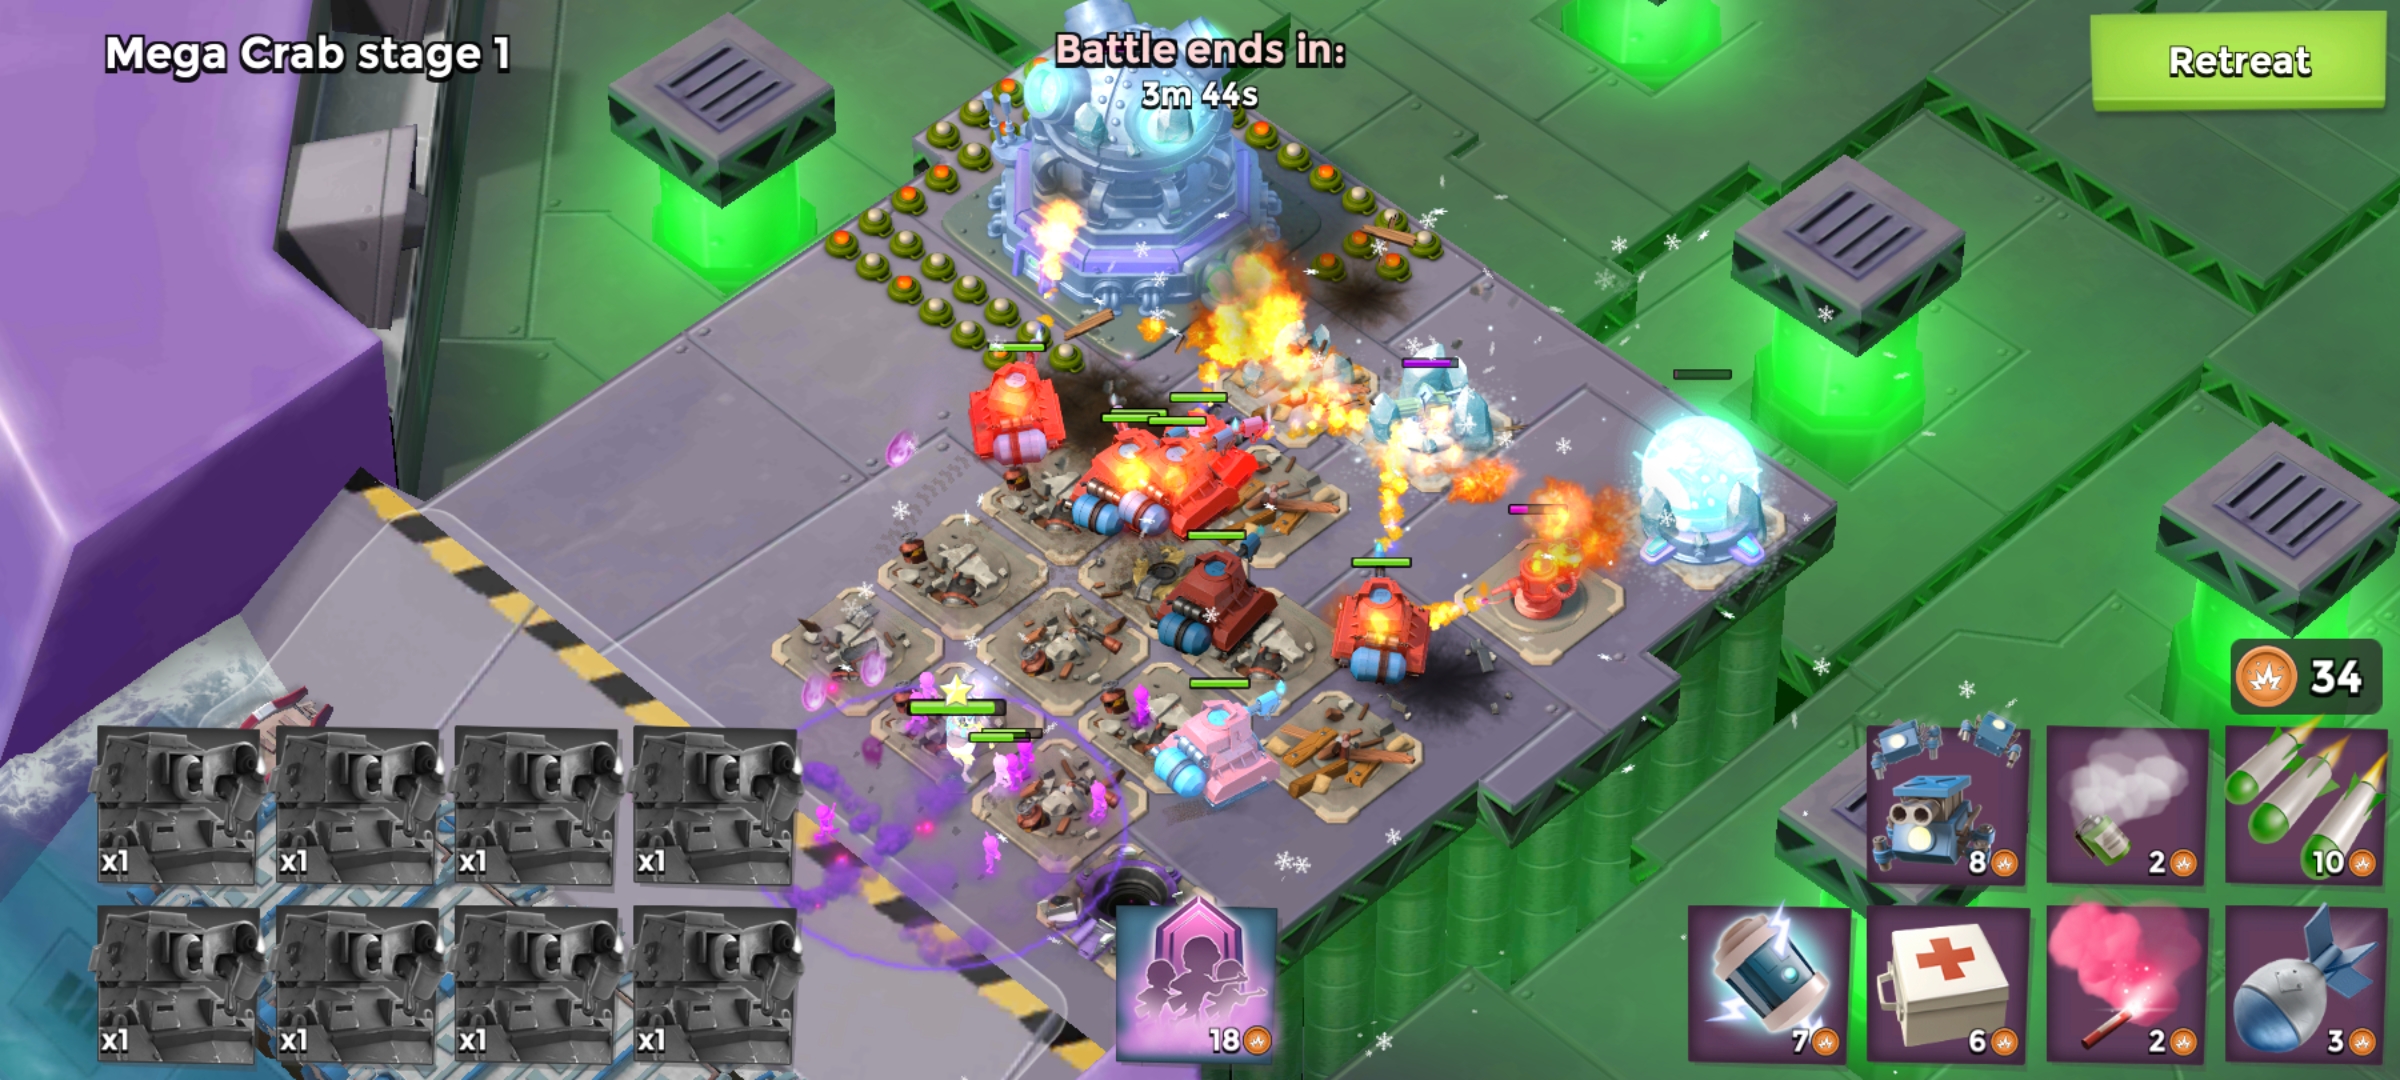 Mega Crab stage 1
Battle ends in:
3m 44s
Retreat
34
x1
x1
x1
x1
8
2
10
x1
x1
x1
x1
18
7
6
2
3